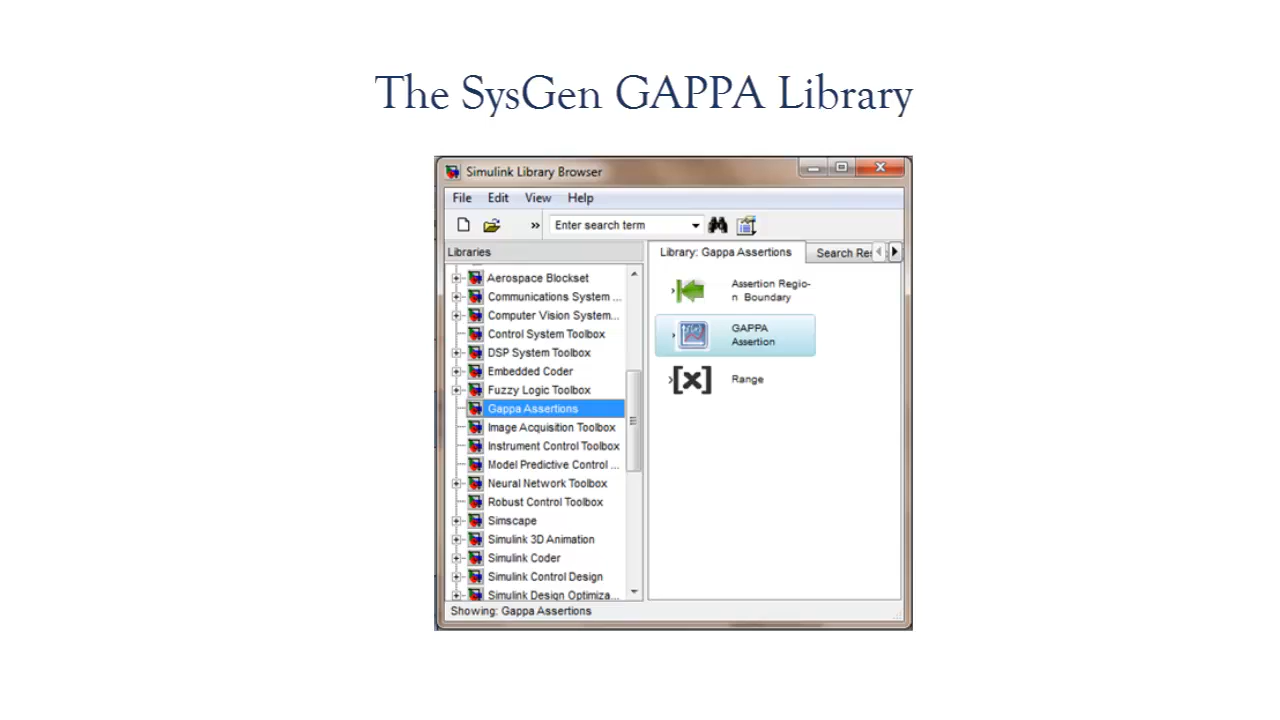 The SysGen GAPPA Library
Simulink Library Browser
File Edit View Help
» Enter search term
Libraries
Library: Gappa Assertions Search Res
Aerospace Blockset
Communications System ...
Computer Vision System...
Control System Toolbox
DSP System Toolbox
Embedded Coder
Fuzzy Logic Toolbox
Gappa Assertions
Image Acquisition Toolbox
Instrument Control Toolbox
Model Predictive Control ...
Neural Network Toolbox
Robust Control Toolbox
Simscape
Simulink 3D Animation
Simulink Coder
Simulink Control Design
Simulink Design Optimiza...
Assertion Regio-
n Boundary
GAPPA
Assertion
[x] Range
Showing: Gappa Assertions